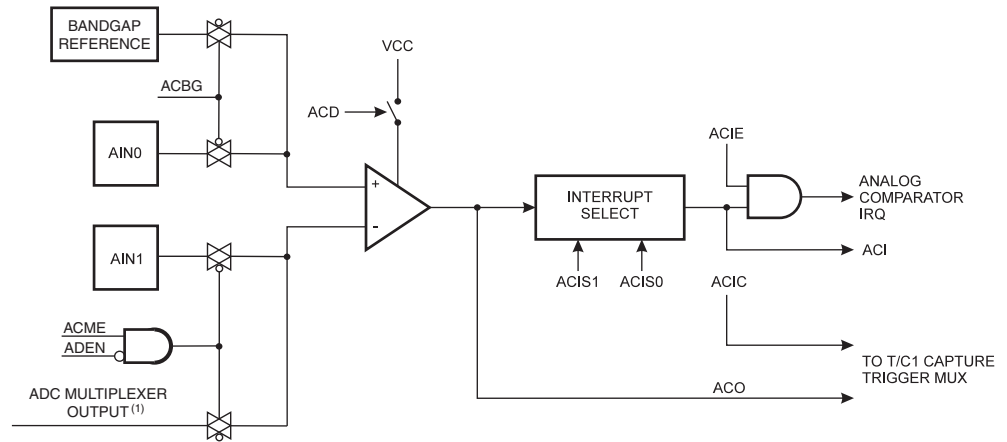 BANDGAP
REFERENCE
ACBG
VCC
ACD
AIN0
+
-
INTERRUPT
SELECT
ACIE
ANALOG
COMPARATOR
IRQ
ACI
AIN1
ACIS1
ACIS0
ACIC
ACME
ADEN
TO T/C1 CAPTURE
TRIGGER MUX
ACO
ADC MULTIPLEXER
OUTPUT (1)